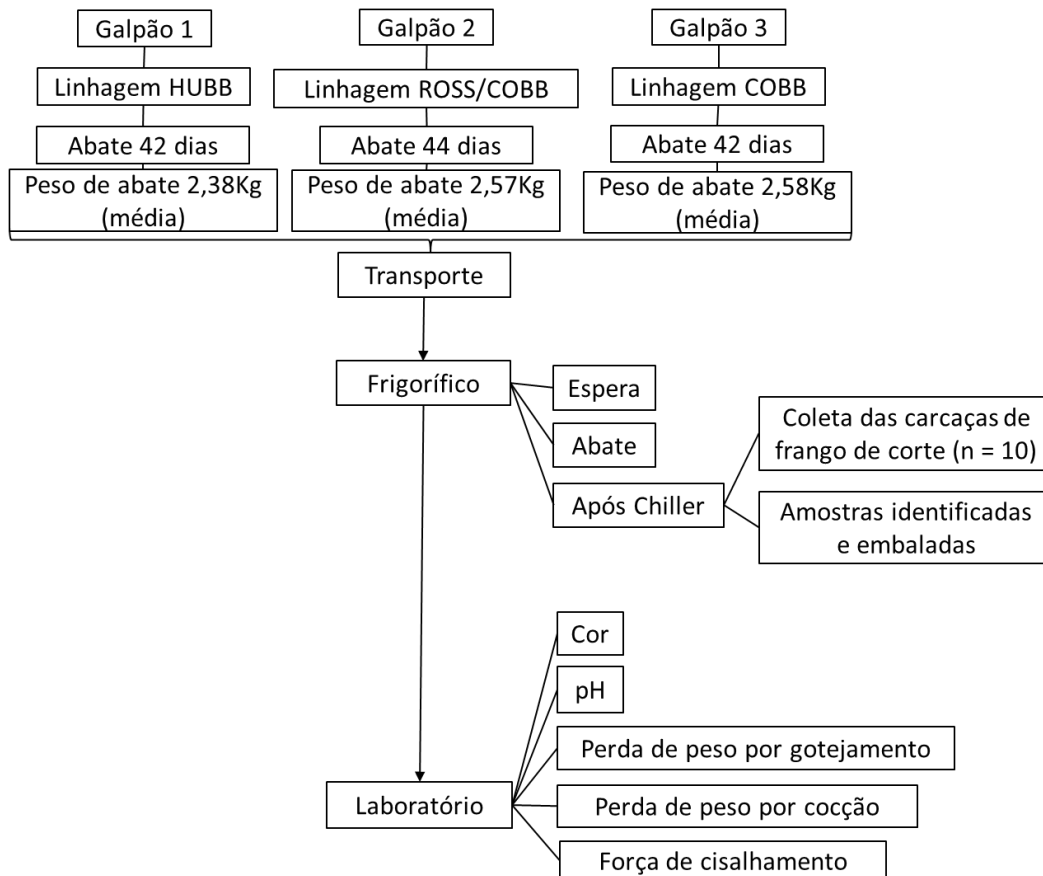 Galpão 1
Galpão 2
Galpão 3
Linhagem HUBB
Linhagem ROSS/COBB
Linhagem COBB
Abate 42 dias
Abate 44 dias
Abate 42 dias
Peso de abate 2,38Kg
(média)
Peso de abate 2,57Kg
(média)
Peso de abate 2,58Kg
(média)
Transporte
Frigorífico
Espera
Abate
Após Chiller
Coleta das carcaças de
frango de corte (n = 10)
Amostras identificadas
e embaladas
Laboratório
Cor
pH
Perda de peso por gotejamento
Perda de peso por cocção
Força de cisalhamento